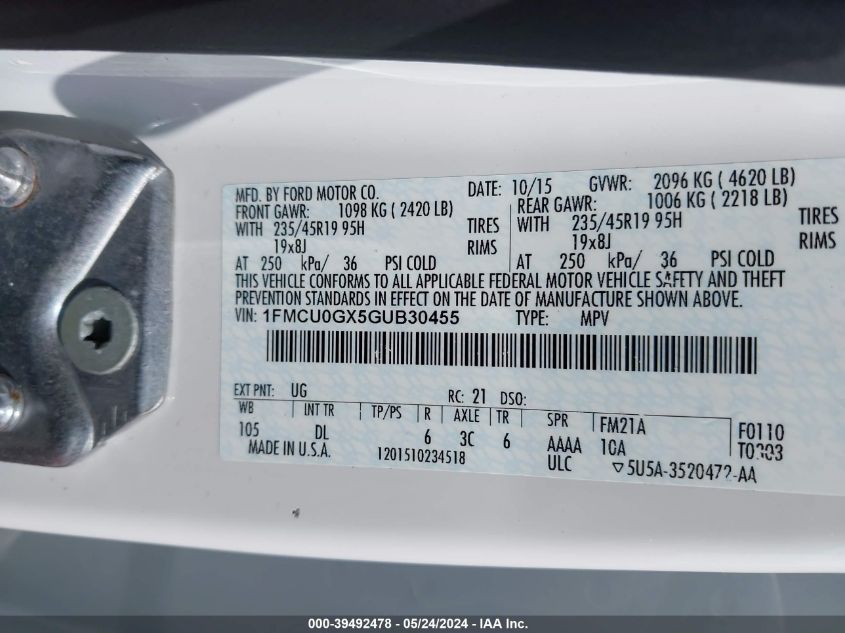 MFD. BY FORD MOTOR CO. DATE: 10/15 GVWR: 2096 KG ( 4620 LB)
FRONT GAWR: 1098 KG ( 2420 LB) REAR GAWR: 1006 KG ( 2218 LB)
WITH 235/45R19 95H TIRES WITH 235/45R19 95H TIRES
19x8J RIMS 19x8J RIMS
AT 250 kPa/ 36 PSI COLD AT 250 kPa/ 36 PSI COLD
THIS VEHICLE CONFORMS TO ALL APPLICABLE FEDERAL MOTOR VEHICLE SAFETY AND THEFT
PREVENTION STANDARDS IN EFFECT ON THE DATE OF MANUFACTURE SHOWN ABOVE.
VIN: 1FMCU0GX5GUB30455 TYPE: MPV
EXT PNT: UG RC: 21 DSO:
WB INT TR TP/PS R AXLE TR SPR FM21A F0110
105 DL 6 3C 6 AAAA 10A
MADE IN U.S.A. 1201510234518 ULC ▽5U5A-3520472-AA
000-39492478 - 05/24/2024 - IAA Inc.